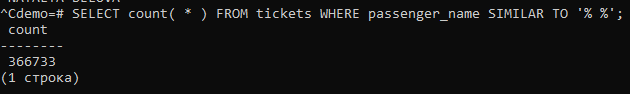 ^Cdemo=# SELECT count( * ) FROM tickets WHERE passenger_name SIMILAR TO '% %';
count
--------
366733
(1 строка)